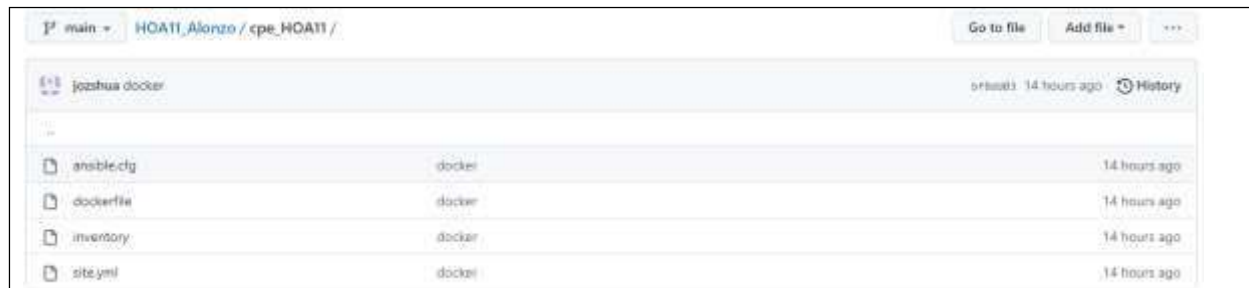 main HOA11_Alonzo / cpe_HOA11 / Go to file Add file ...
jozshua docker 14 hours ago History
..
ansible.cfg docker 14 hours ago
dockerfile docker 14 hours ago
inventory docker 14 hours ago
site.yml docker 14 hours ago